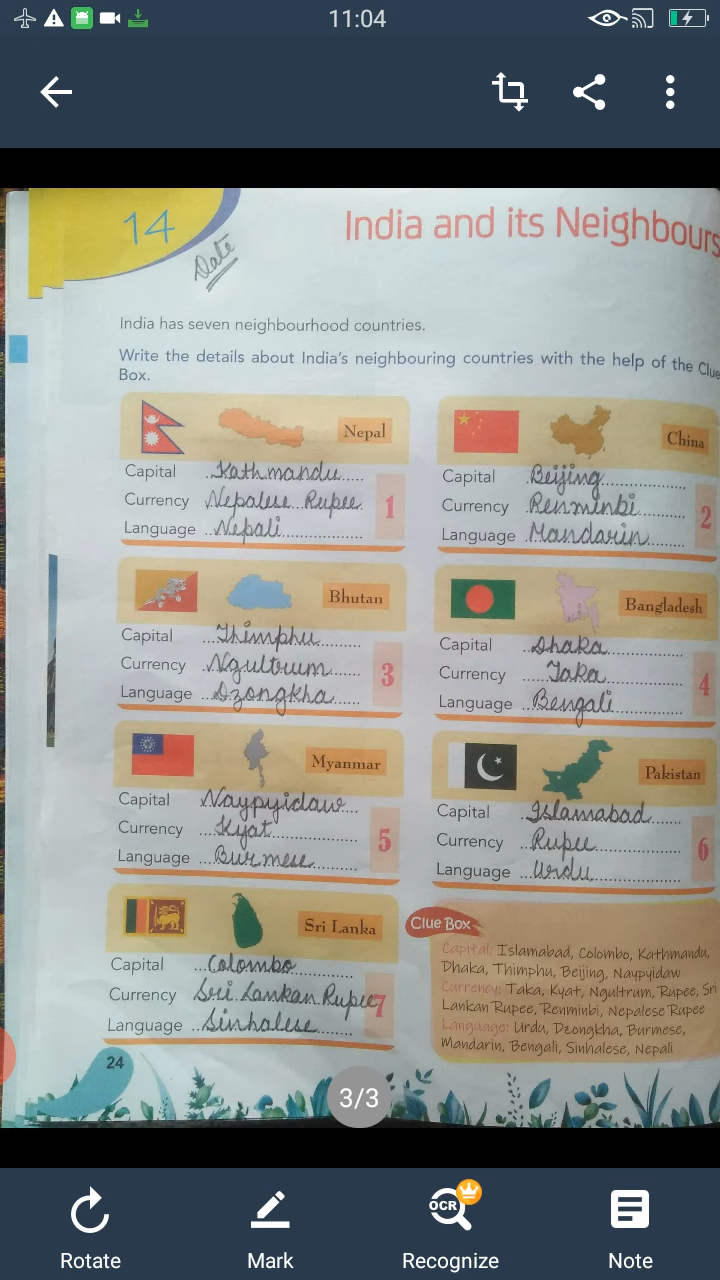 11:04
14
Date
India and its Neighbours
India has seven neighbourhood countries.
Write the details about India's neighbouring countries with the help of the Clue
Box.
Nepal
Capital Kathmandu
Currency Nepalese Rupee
Language Nepali
1
China
Capital Beijing
Currency Renminbi
Language Mandarin
2
Bhutan
Capital Thimphu
Currency Ngultrum
Language Dzongkha
3
Bangladesh
Capital Dhaka
Currency Taka
Language Bengali
4
Myanmar
Capital Naypyidaw
Currency Kyat
Language Burmese
5
Pakistan
Capital Islamabad
Currency Rupee
Language Urdu
6
Sri Lanka
Capital Colombo
Currency Sri Lankan Rupee
Language Sinhalese
7
Clue Box
Capital: Islamabad, Colombo, Kathmandu,
Dhaka, Thimphu, Beijing, Naypyidaw
Currency: Taka, Kyat, Ngultrum, Rupee, Sri
Lankan Rupee, Renminbi, Nepalese Rupee
Language: Urdu, Dzongkha, Burmese,
Mandarin, Bengali, Sinhalese, Nepali
24
3/3
Rotate
Mark
OCR
Recognize
Note